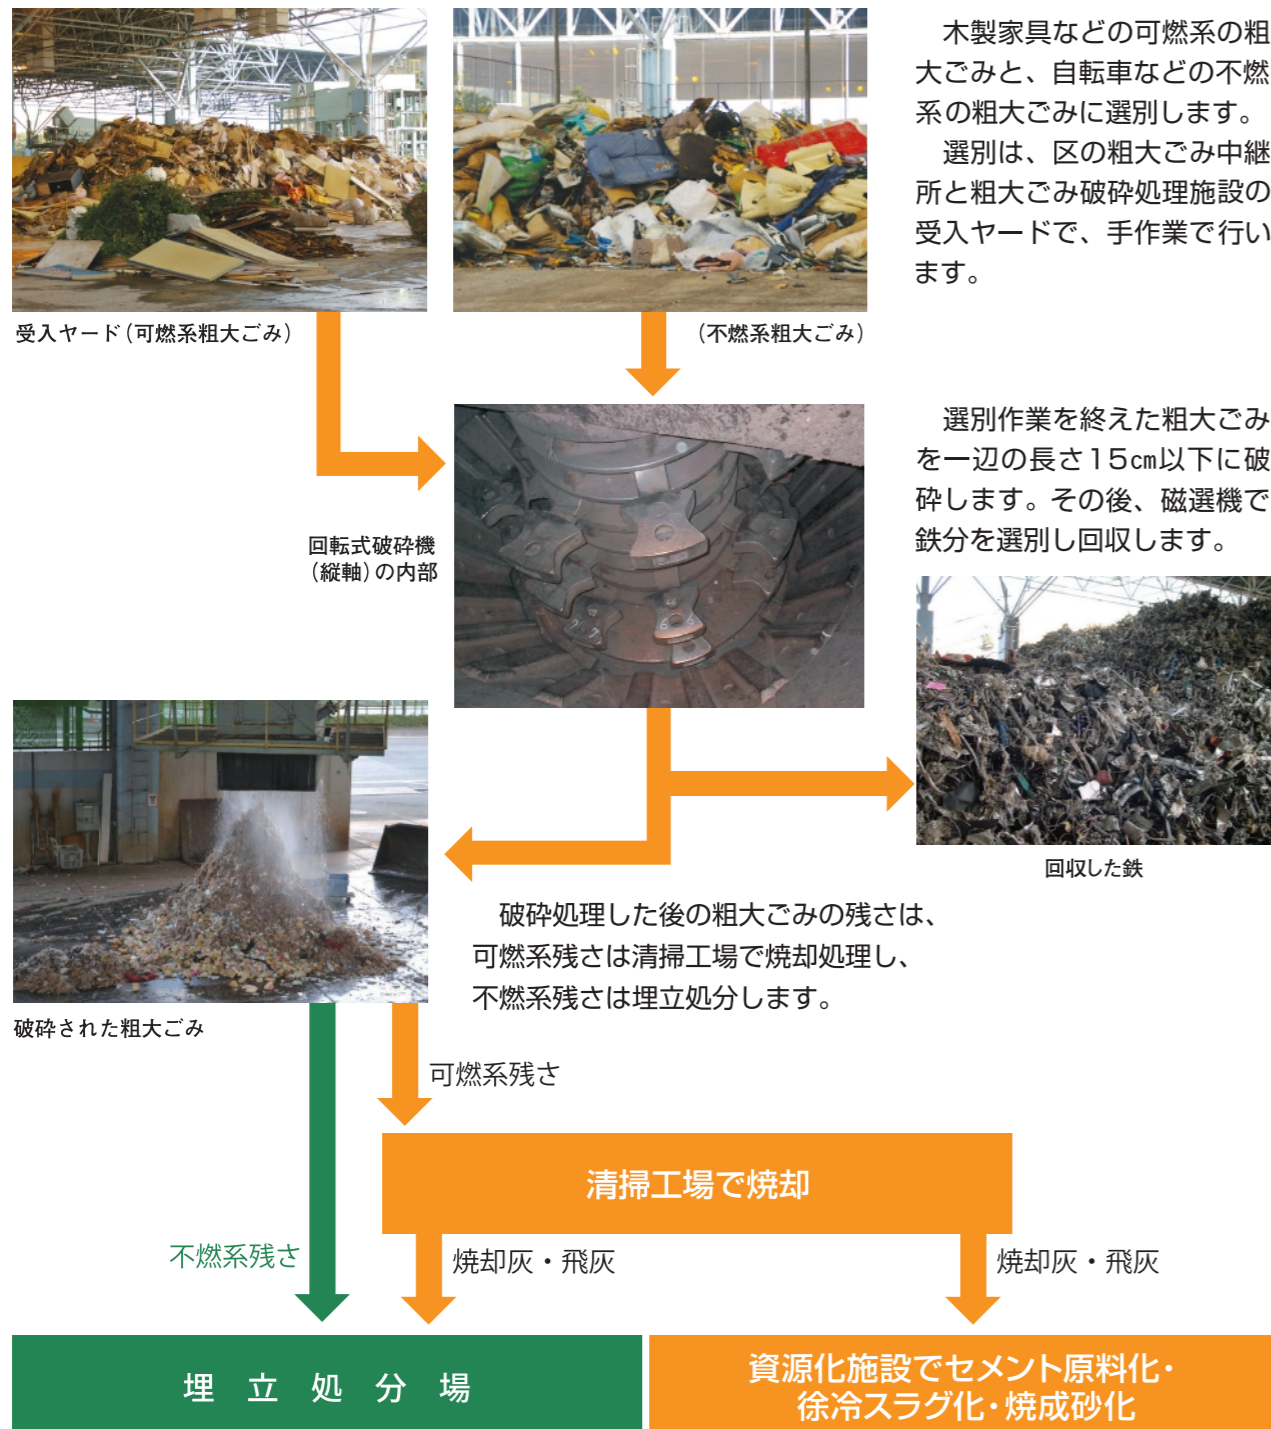 木製家具などの可燃系の粗
大ごみと、自転車などの不燃
系の粗大ごみに選別します。
選別は、区の粗大ごみ中継
所と粗大ごみ破砕処理施設の
受入ヤードで、手作業で行い
ます。
受入ヤード(可燃系粗大ごみ)
(不燃系粗大ごみ)
選別作業を終えた粗大ごみ
を一辺の長さ15㎝以下に破
砕します。その後、磁選機で
鉄分を選別し回収します。
回転式破砕機
(縦軸)の内部
回収した鉄
破砕処理した後の粗大ごみの残さは、
可燃系残さは清掃工場で焼却処理し、
不燃系残さは埋立処分します。
破砕された粗大ごみ
可燃系残さ
清掃工場で焼却
不燃系残さ
焼却灰・飛灰
焼却灰・飛灰
埋立処分場
資源化施設でセメント原料化・
徐冷スラグ化・焼成砂化